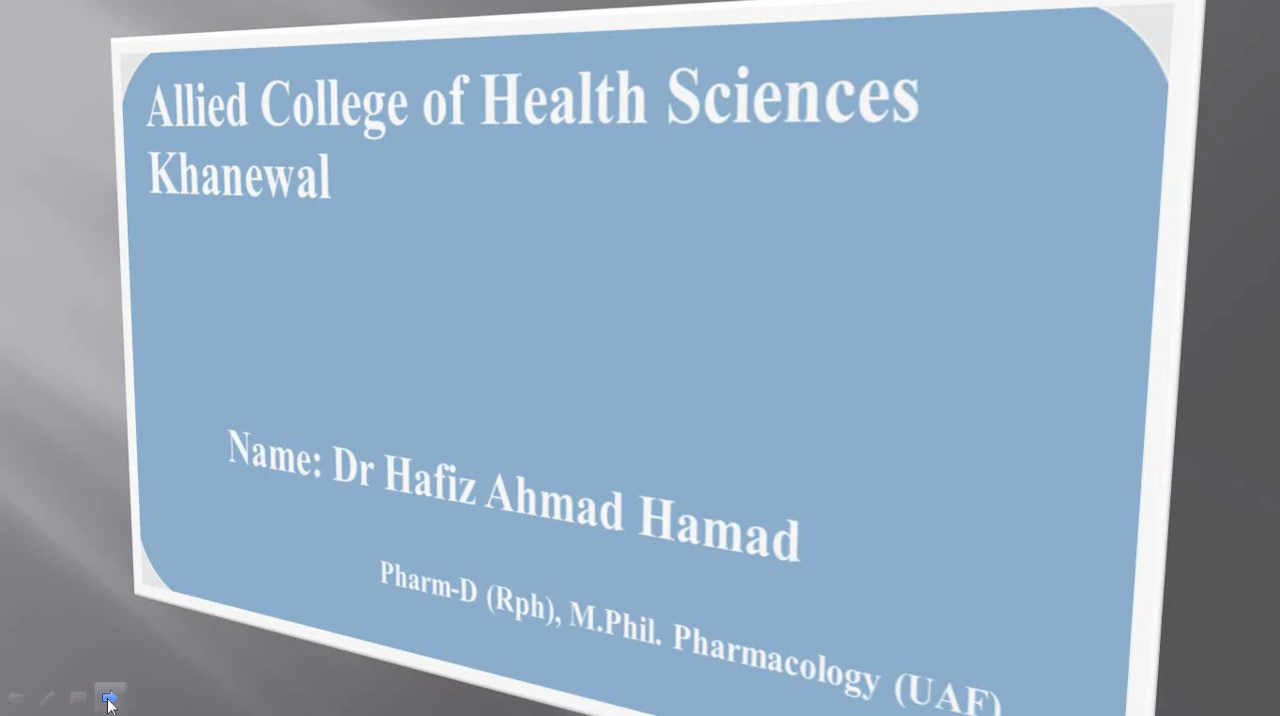 Allied College of Health Sciences
Khanewal
Name: Dr Hafiz Ahmad Hamad
Pharm-D (Rph), M.Phil. Pharmacology (UAF)